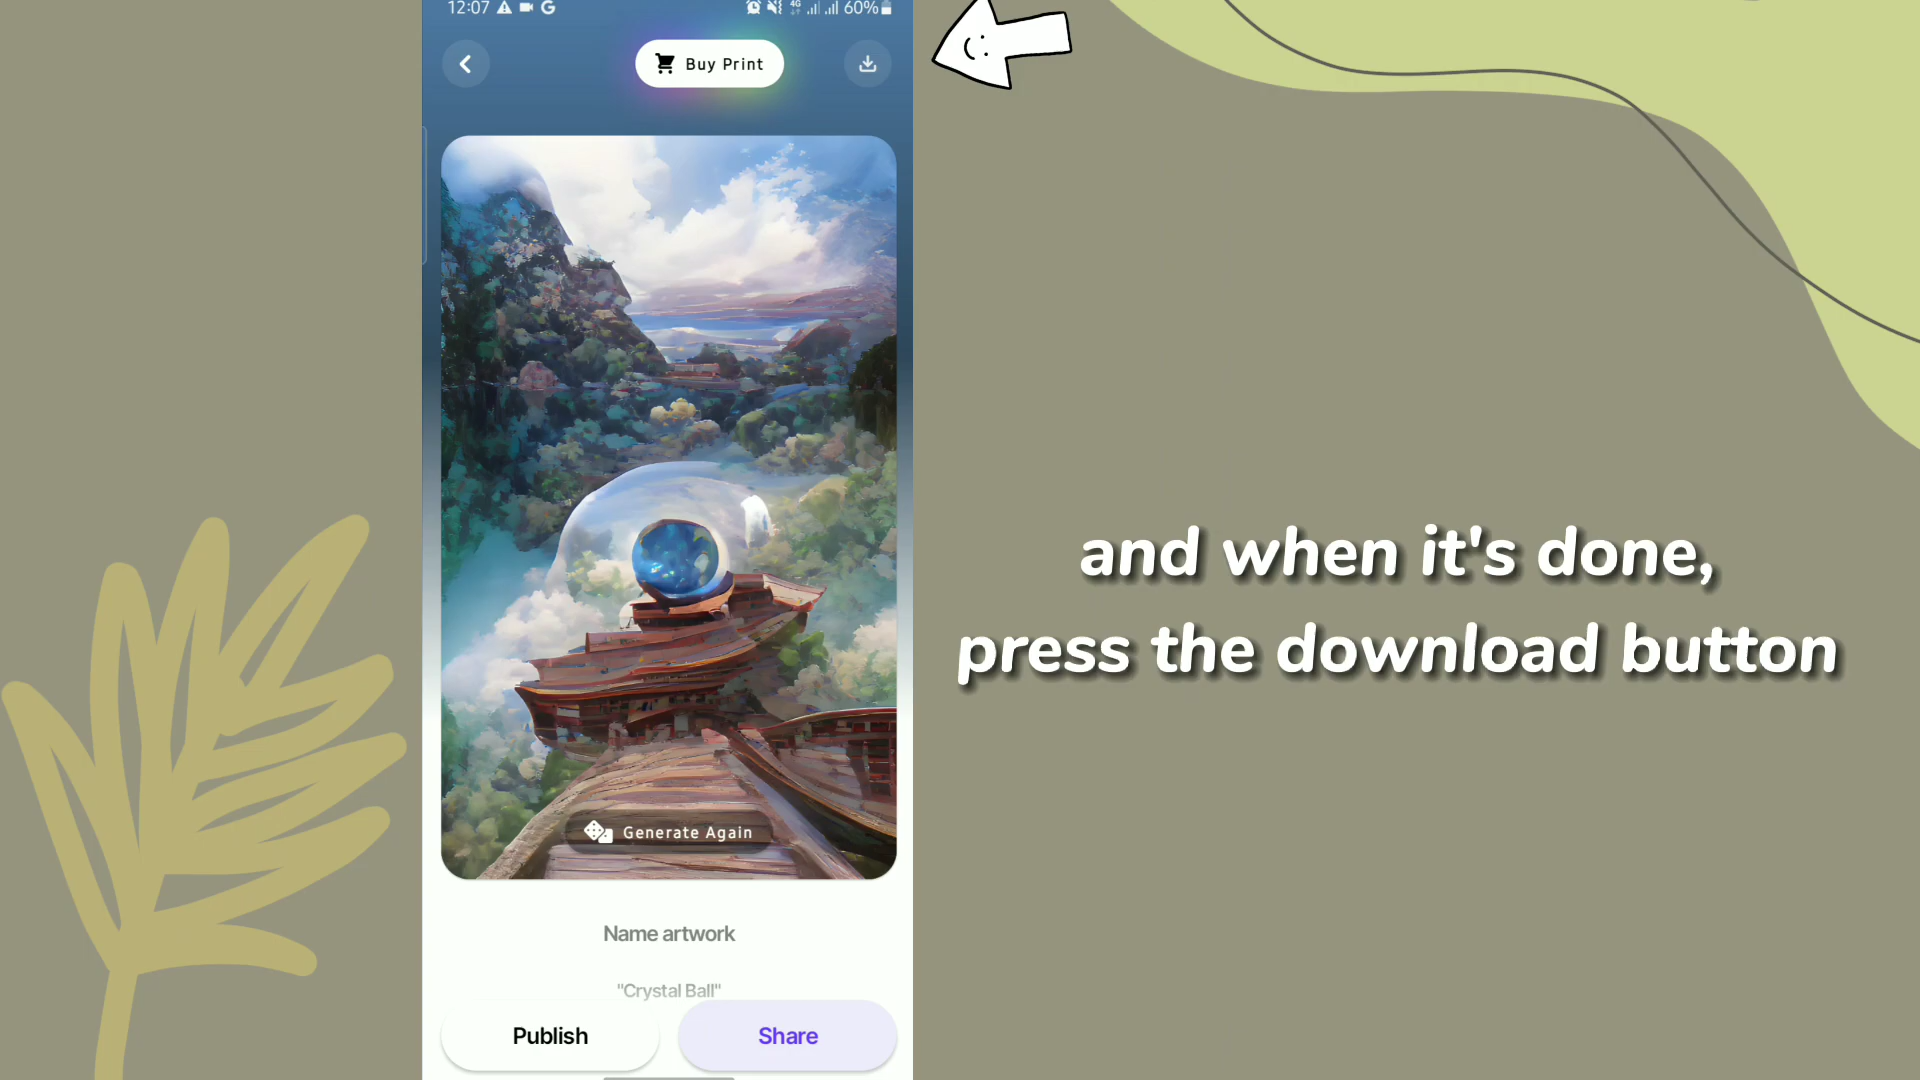 12:07 G 4G 60%
Buy Print
and when it's done,
press the download button
Generate Again
Name artwork
"Crystal Ball"
Publish
Share